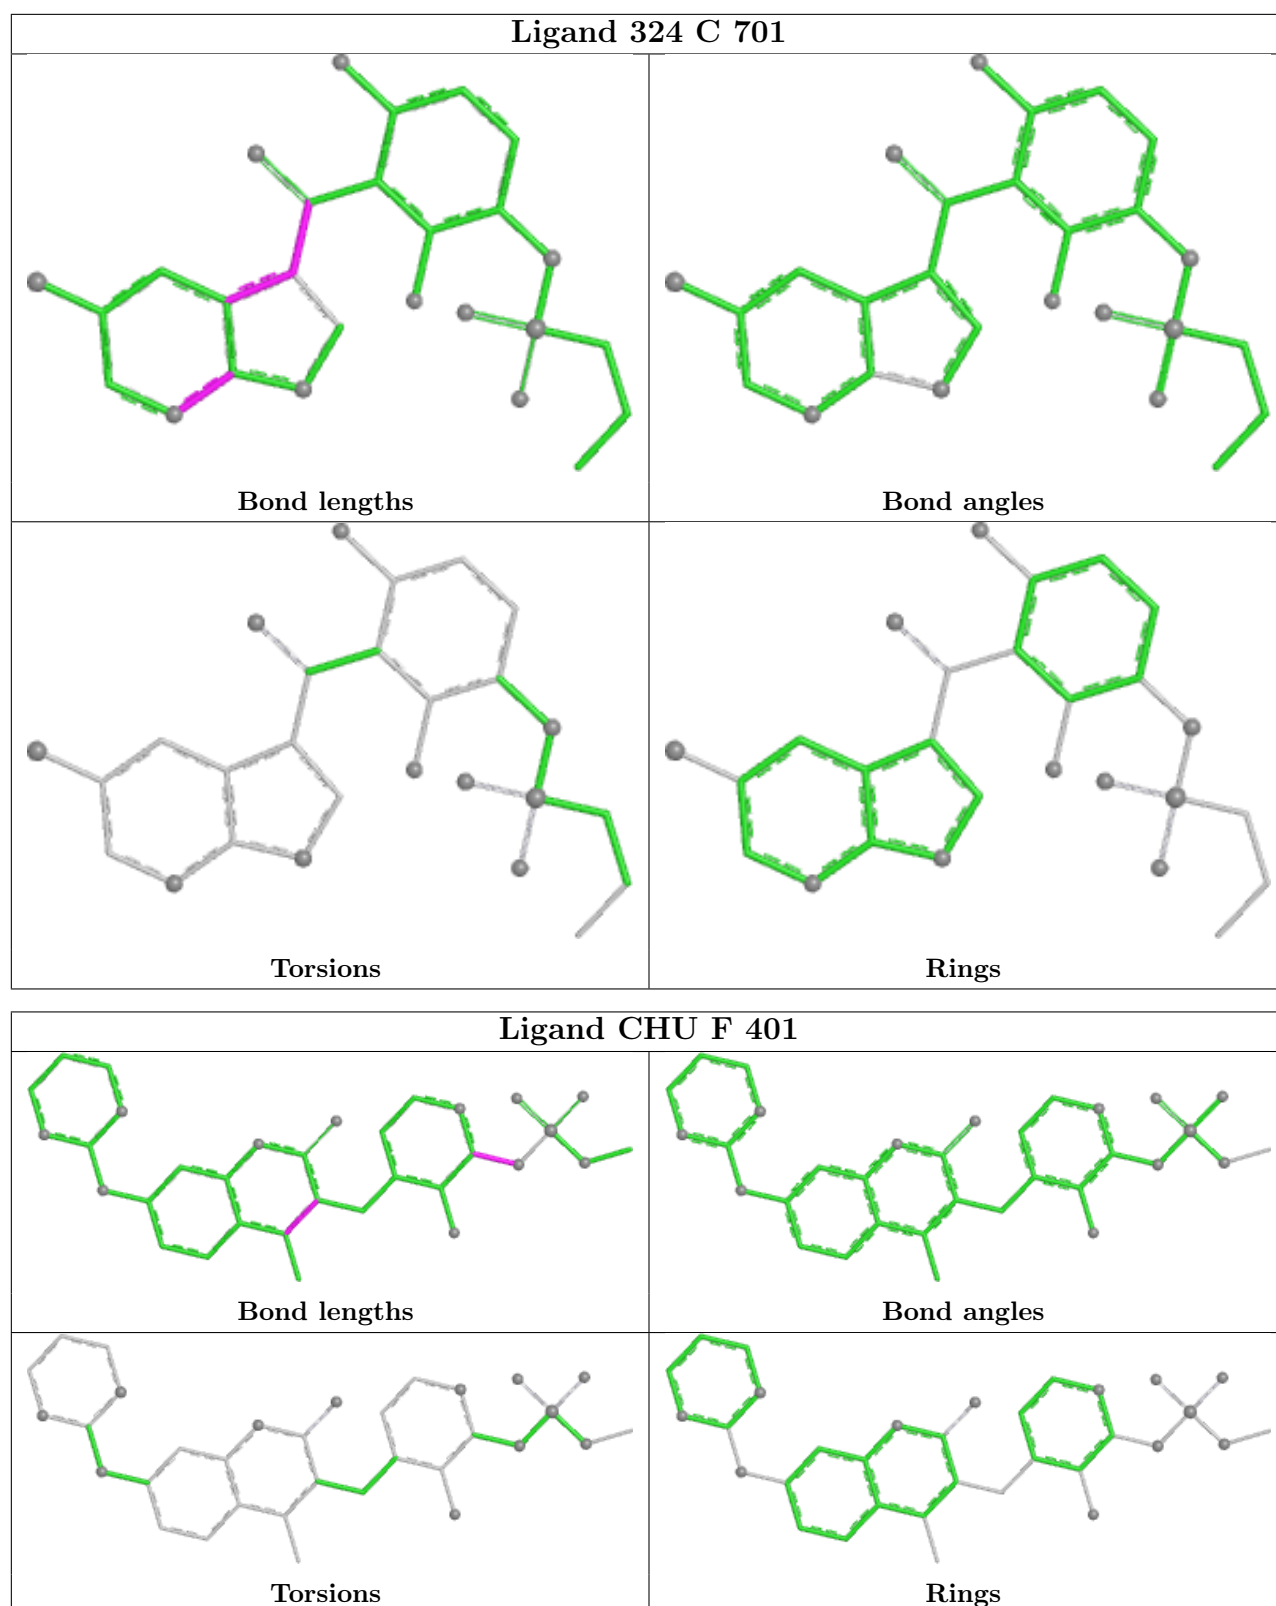 Ligand 324 C 701
Bond lengths
Bond angles
Torsions
Rings
Ligand CHU F 401
Bond lengths
Bond angles
Torsions
Rings